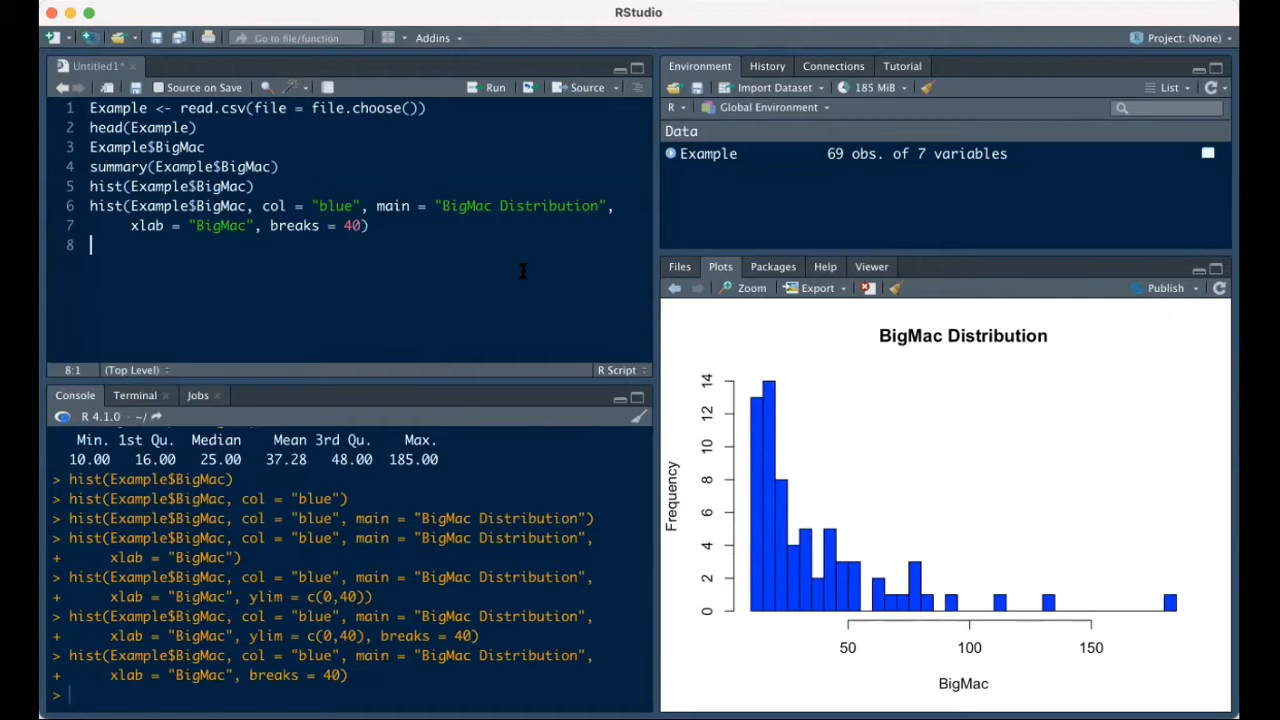 RStudio
Go to file/function
Addins
Project: (None)
Untitled1*
Source on Save
Run
Source
1 Example <- read.csv(file = file.choose())
2 head(Example)
3 Example$BigMac
4 summary(Example$BigMac)
5 hist(Example$BigMac)
6 hist(Example$BigMac, col = "blue", main = "BigMac Distribution",
7 xlab = "BigMac", breaks = 40)
8
8:1 (Top Level) R Script
Console Terminal Jobs
R 4.1.0 · ~/
Min. 1st Qu. Median Mean 3rd Qu. Max.
10.00 16.00 25.00 37.28 48.00 185.00
> hist(Example$BigMac)
> hist(Example$BigMac, col = "blue")
> hist(Example$BigMac, col = "blue", main = "BigMac Distribution")
> hist(Example$BigMac, col = "blue", main = "BigMac Distribution",
+ xlab = "BigMac")
> hist(Example$BigMac, col = "blue", main = "BigMac Distribution",
+ xlab = "BigMac", ylim = c(0,40))
> hist(Example$BigMac, col = "blue", main = "BigMac Distribution",
+ xlab = "BigMac", ylim = c(0,40), breaks = 40)
> hist(Example$BigMac, col = "blue", main = "BigMac Distribution",
+ xlab = "BigMac", breaks = 40)
>
Environment History Connections Tutorial
Import Dataset 185 MiB List
R Global Environment
Data
Example 69 obs. of 7 variables
Files Plots Packages Help Viewer
Zoom Export Publish
BigMac Distribution
Frequency
14
12
10
8
6
4
2
0
50 100 150
BigMac